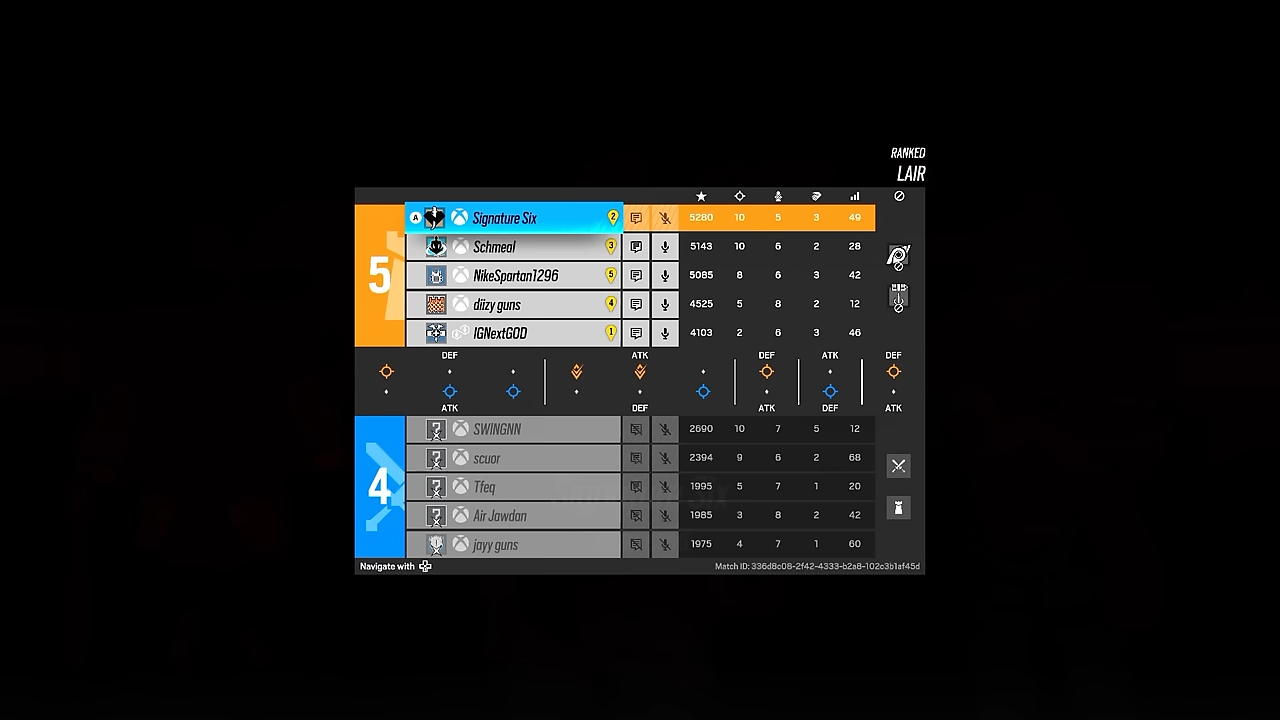 RANKED
LAIR
5
A Signature Six 2 5280 10 5 3 49
Schmeal 3 5143 10 6 2 28
NikeSpartan1296 5 5085 8 6 3 42
diizy guns 4 4525 5 8 2 12
IGNextGOD 1 4103 2 6 3 46
DEF ATK DEF ATK DEF
ATK DEF ATK DEF ATK
4
? SWINGNN 2690 10 7 5 12
? scuor 2394 9 6 2 68
? Tfeq 1995 5 7 1 20
? Air Jawdan 1985 3 8 2 42
jayy guns 1975 4 7 1 60
Navigate with
Match ID: 336d8c08-2f42-4333-b2a8-102c3b1af45d